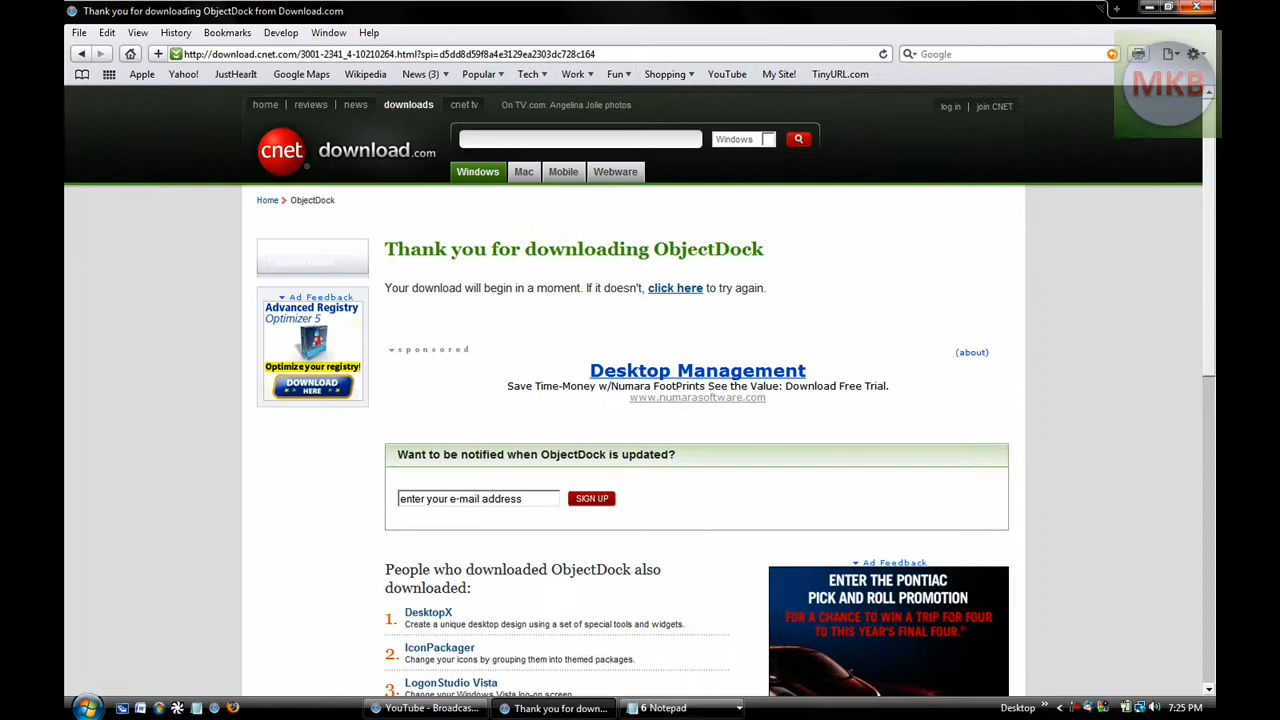 Thank you for downloading ObjectDock from Download.com
File Edit View History Bookmarks Develop Window Help
http://download.cnet.com/3001-2341_4-10210264.html?spi=d5dd8d59f8a4e3129ea2303dc728c164
Google
Apple Yahoo! JustHearIt Google Maps Wikipedia News (3) Popular Tech Work Fun Shopping YouTube My Site! TinyURL.com
MKB
home reviews news downloads cnet tv On TV.com: Angelina Jolie photos
log in join CNET
cnet download.com
Windows
Windows Mac Mobile Webware
Home ObjectDock
Thank you for downloading ObjectDock
Your download will begin in a moment. If it doesn't, click here to try again.
Ad Feedback
Advanced Registry
Optimizer 5
Optimize your registry!
DOWNLOAD
HERE
sponsored
(about)
Desktop Management
Save Time-Money w/Numara FootPrints See the Value: Download Free Trial.
www.numarasoftware.com
Want to be notified when ObjectDock is updated?
enter your e-mail address
SIGN UP
People who downloaded ObjectDock also
downloaded:
1. DesktopX
Create a unique desktop design using a set of special tools and widgets.
2. IconPackager
Change your icons by grouping them into themed packages.
3. LogonStudio Vista
Change your Windows Vista log-on screen.
Ad Feedback
ENTER THE PONTIAC
PICK AND ROLL PROMOTION
FOR A CHANCE TO WIN A TRIP FOR FOUR
TO THIS YEAR'S FINAL FOUR.®
YouTube - Broadcas...
Thank you for down...
6 Notepad
Desktop
7:25 PM